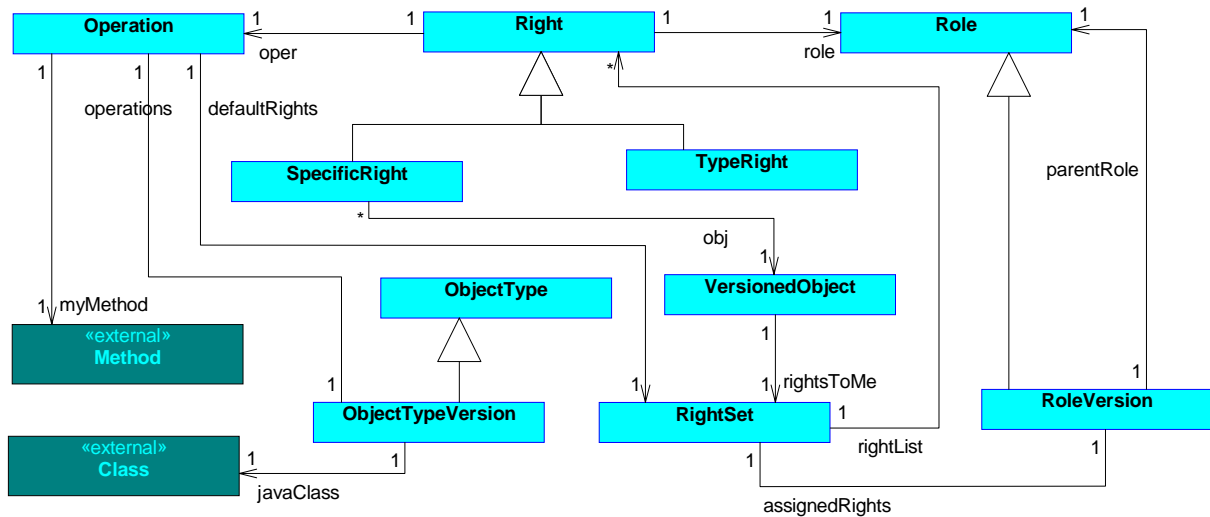 1 1 1 1
Operation Right Role
oper role
1 1 1 * 1
operations defaultRights
SpecificRight TypeRight
parentRole
*
obj
1
ObjectType VersionedObject
1 myMethod 1
«external»
Method
1 1 1 rightsToMe 1
ObjectTypeVersion RightSet 1 RoleVersion
«external»
Class
1 1 rightList 1 1
javaClass
assignedRights